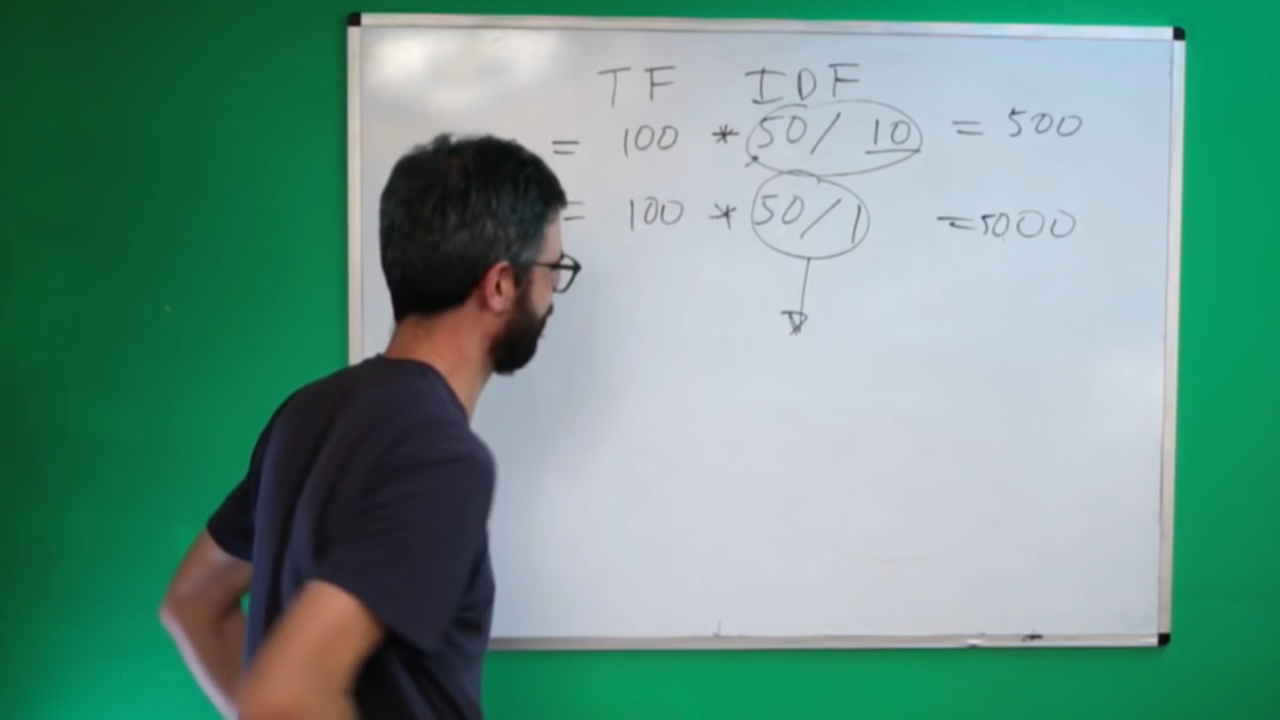 TF IDF
= 100 * 50/ 10 = 500
= 100 * 50/1 =5000